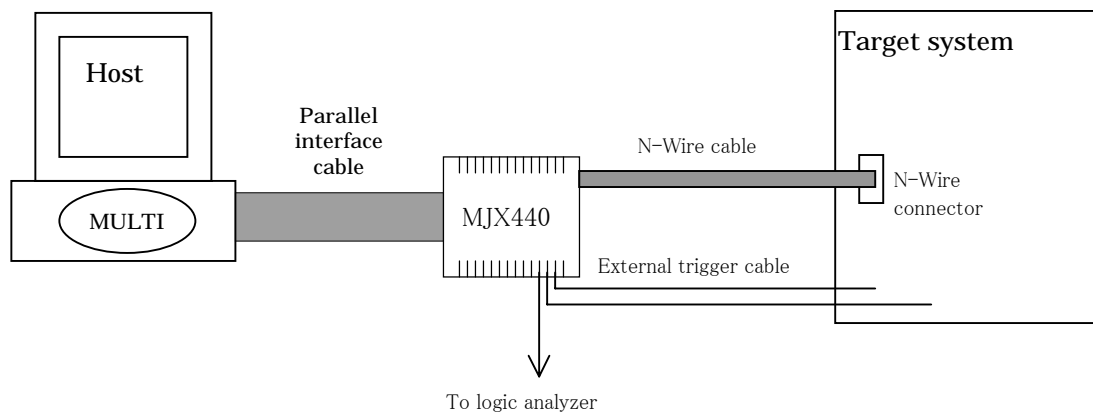 Host
MULTI
Parallel
interface
cable
MJX440
N-Wire cable
External trigger cable
To logic analyzer
Target system
N-Wire
connector